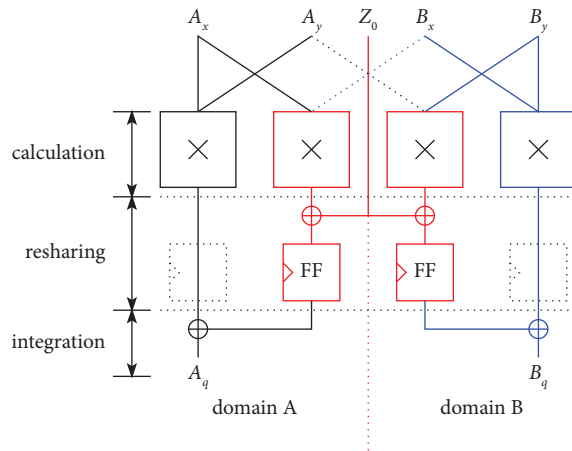 A_x A_y Z_0 B_x B_y
calculation × × × ×
resharing FF FF
integration
A_q B_q
domain A domain B